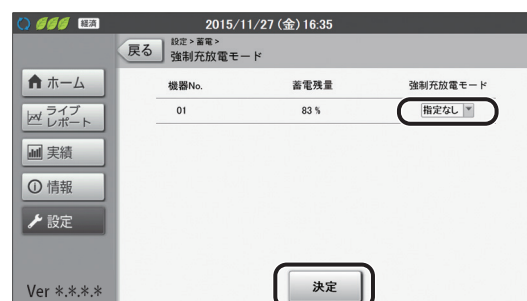 経済 2015/11/27 (金) 16:35
戻る
設定 > 蓄電 >
強制充放電モード
ホーム
ライブ
レポート
実績
情報
設定
Ver *.*.*.*
機器No. 蓄電残量 強制充放電モード
01 83 % 指定なし
決定